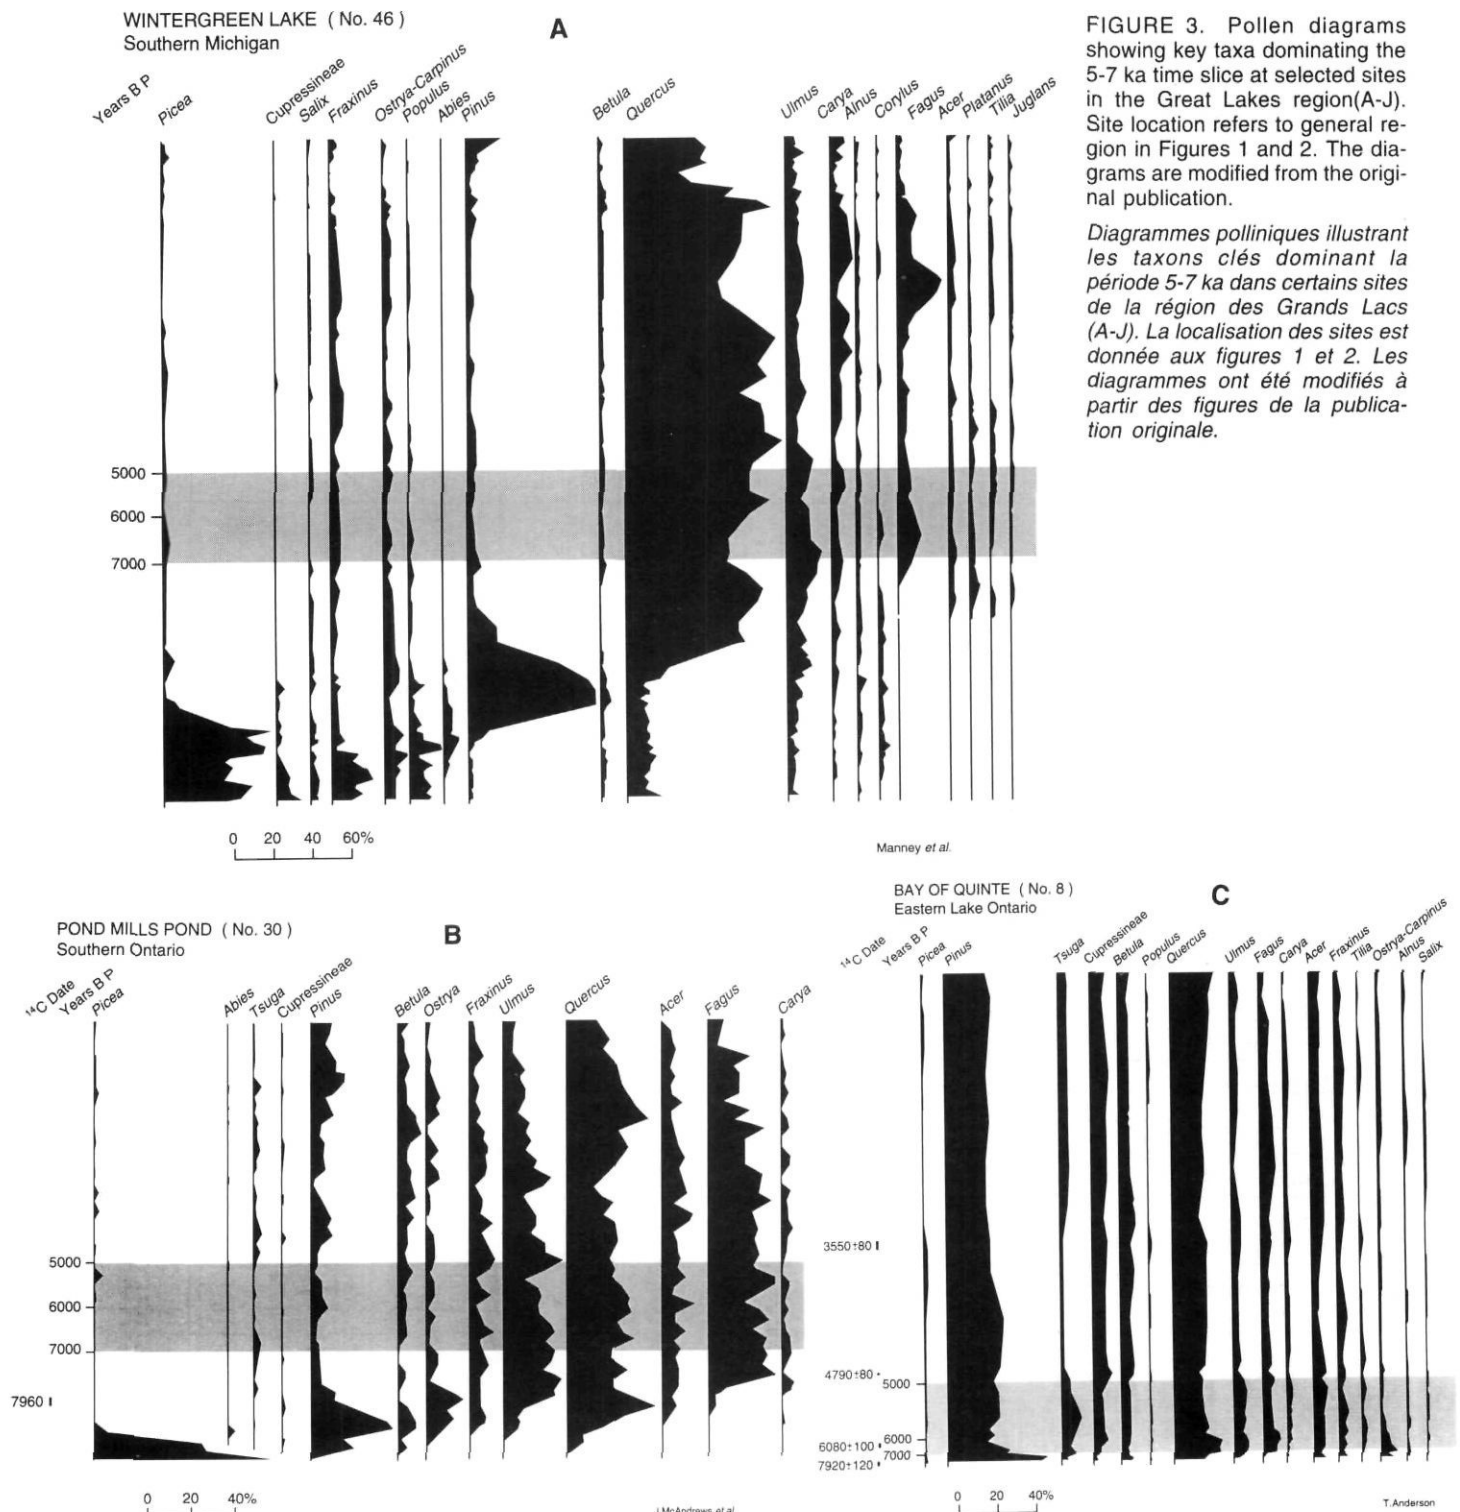 WINTERGREEN LAKE ( No. 46 )
Southern Michigan
A
Years B P
Picea
Cupressineae
Salix
Fraxinus
Ostrya-Carpinus
Populus
Abies
Pinus
Betula
Quercus
Ulmus
Carya
Alnus
Corylus
Fagus
Acer
Platanus
Tilia
Juglans
5000
6000
7000
0 20 40 60%
Manney et al.
FIGURE 3. Pollen diagrams
showing key taxa dominating the
5-7 ka time slice at selected sites
in the Great Lakes region(A-J).
Site location refers to general re-
gion in Figures 1 and 2. The dia-
grams are modified from the origi-
nal publication.
Diagrammes polliniques illustrant
les taxons clés dominant la
période 5-7 ka dans certains sites
de la région des Grands Lacs
(A-J). La localisation des sites est
donnée aux figures 1 et 2. Les
diagrammes ont été modifiés à
partir des figures de la publica-
tion originale.
POND MILLS POND ( No. 30 )
Southern Ontario
B
14C Date
Years B P
Picea
Abies
Tsuga
Cupressineae
Pinus
Betula
Ostrya
Fraxinus
Ulmus
Quercus
Acer
Fagus
Carya
5000
6000
7000
7960
0 20 40%
McAndrews et al.
BAY OF QUINTE ( No. 8 )
Eastern Lake Ontario
C
14C Date
Years B P
Picea
Pinus
Tsuga
Cupressineae
Betula
Populus
Quercus
Ulmus
Fagus
Carya
Acer
Fraxinus
Tilia
Ostrya-Carpinus
Alnus
Salix
3550±80
4790±80
5000
6000
6080±100
7000
7920±120
0 20 40%
T. Anderson